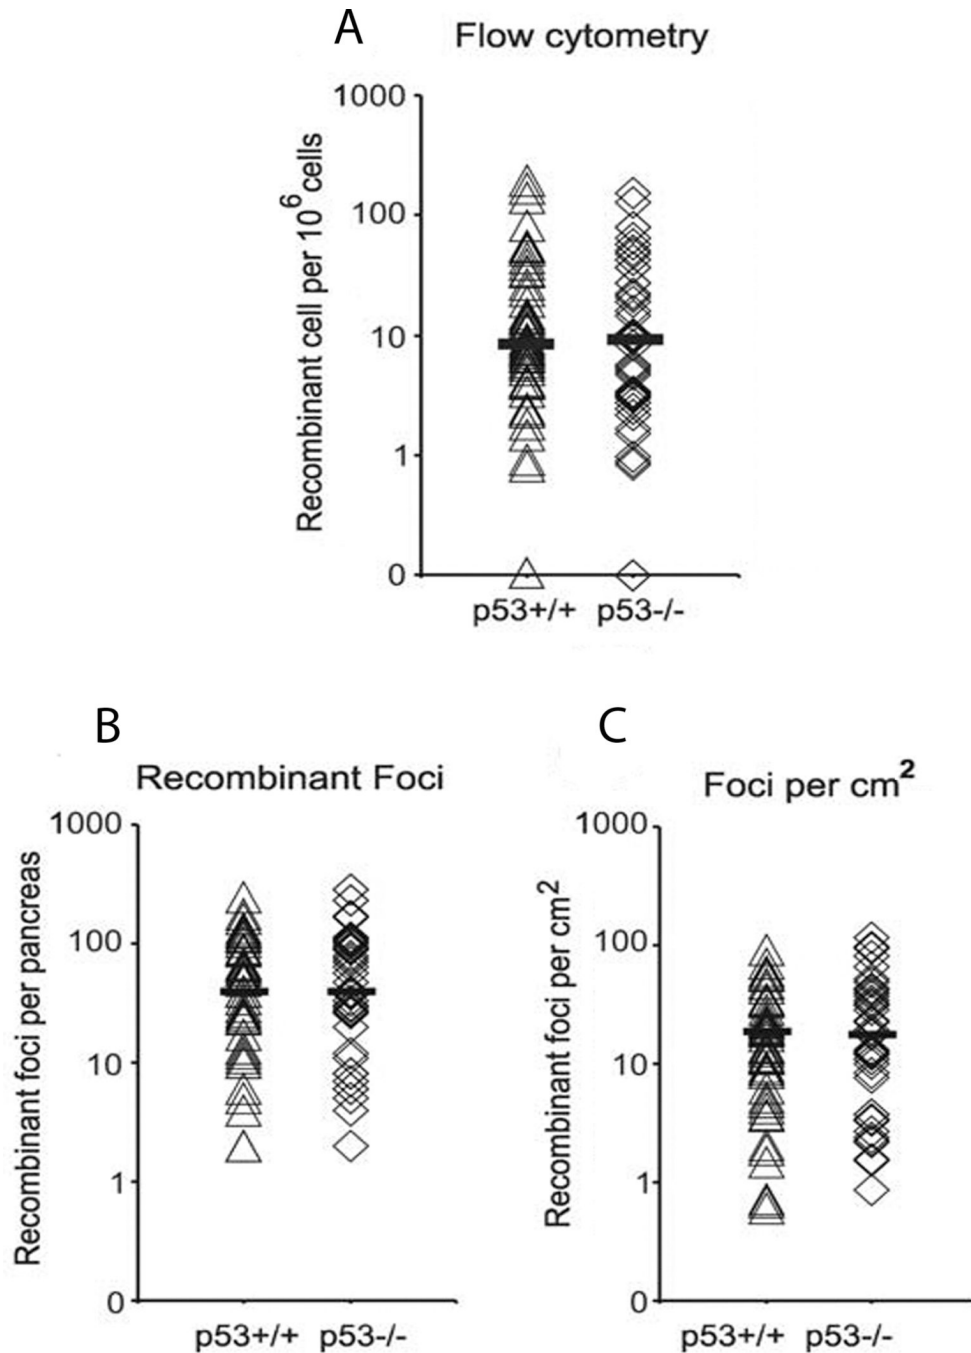 A
Flow cytometry
Recombinant cell per 10⁶ cells
1000
100
10
1
0
p53+/+ p53-/-
B
Recombinant Foci
Recombinant foci per pancreas
1000
100
10
1
0
p53+/+ p53-/-
C
Foci per cm²
Recombinant foci per cm²
1000
100
10
1
0
p53+/+ p53-/-